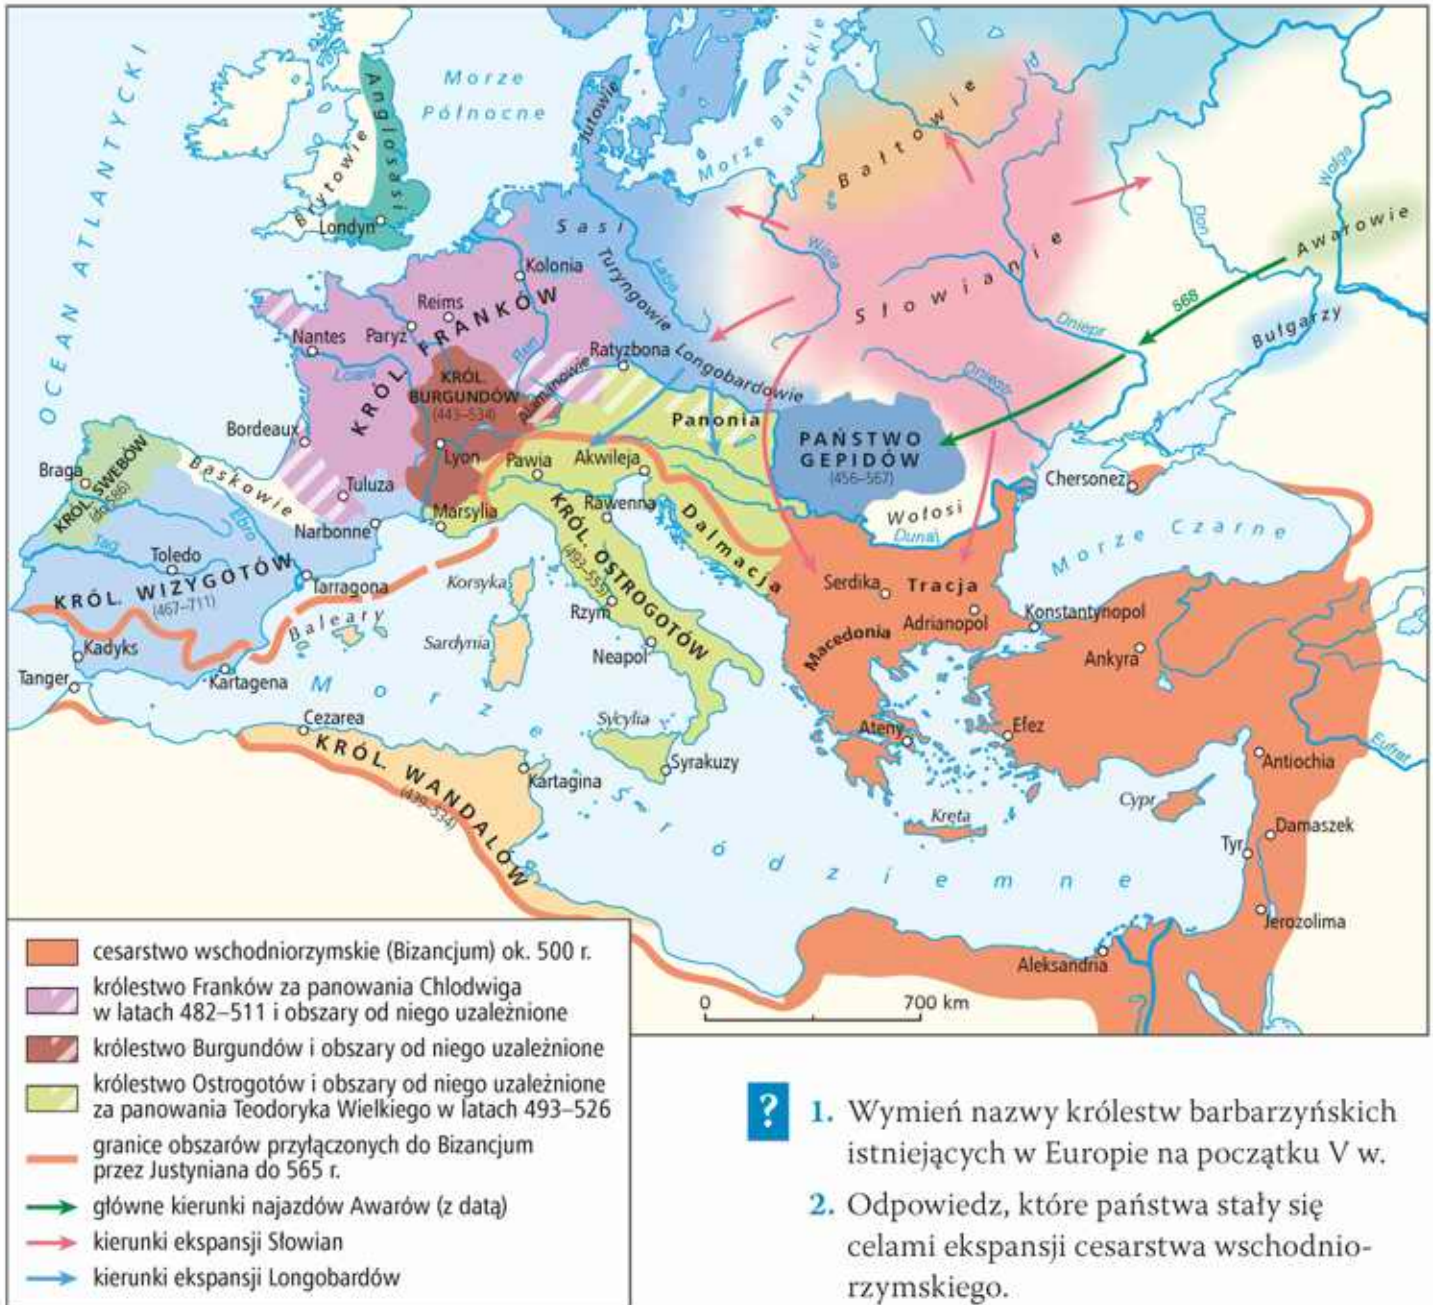 OCEAN ATLANTYCKI
Morze
Północne
Morze Bałtyckie
Anglosasi
Brytowie
Londyn
Jutowie
Bałtowie
Wołga
Don
Awarowie
568
Bułgarzy
Sasi
Turyngowie
Łaba
Wisła
Słowianie
Dniepr
Dniestr
Kolonia
Reims
Paryż
KRÓL. FRANKÓW
Nantes
Loara
Ren
Ratyzbona
Longobardowie
KRÓL.
BURGUNDÓW
(443–534)
Alamanowie
Panonia
PAŃSTWO
GEPIDÓW
(456–567)
Bordeaux
Lyon
Pawia
Akwileja
Chersonez
Braga
KRÓL. SWEBÓW
Baskowie
Tuluza
Marsylia
Rawenna
Wołosi
Dunaj
Morze Czarne
Narbonne
Ebro
Tag
Toledo
KRÓL. WIZYGOTÓW
(467–711)
Tarragona
Korsyka
KRÓL. OSTROGOTÓW
Dalmacja
Serdika
Tracja
Baleary
Rzym
Adrianopol
Konstantynopol
Kadyks
Sardynia
Neapol
Macedonia
Ankyra
Tanger
Kartagena
Morze Śródziemne
Cezarea
Sycylia
Ateny
Efez
Eufrat
KRÓL. WANDALÓW
(439–534)
Kartagina
Syrakuzy
Antiochia
Kręta
Cypr
Damaszek
Tyr
Jerozolima
Aleksandria
0 700 km
cesarstwo wschodniorzymskie (Bizancjum) ok. 500 r.
królestwo Franków za panowania Chlodwiga
w latach 482–511 i obszary od niego uzależnione
królestwo Burgundów i obszary od niego uzależnione
królestwo Ostrogotów i obszary od niego uzależnione
za panowania Teodoryka Wielkiego w latach 493–526
granice obszarów przyłączonych do Bizancjum
przez Justyniana do 565 r.
główne kierunki najazdów Awarów (z datą)
kierunki ekspansji Słowian
kierunki ekspansji Longobardów
?
1. Wymień nazwy królestw barbarzyńskich
istniejących w Europie na początku V w.
2. Odpowiedz, które państwa stały się
celami ekspansji cesarstwa wschodnio-
rzymskiego.